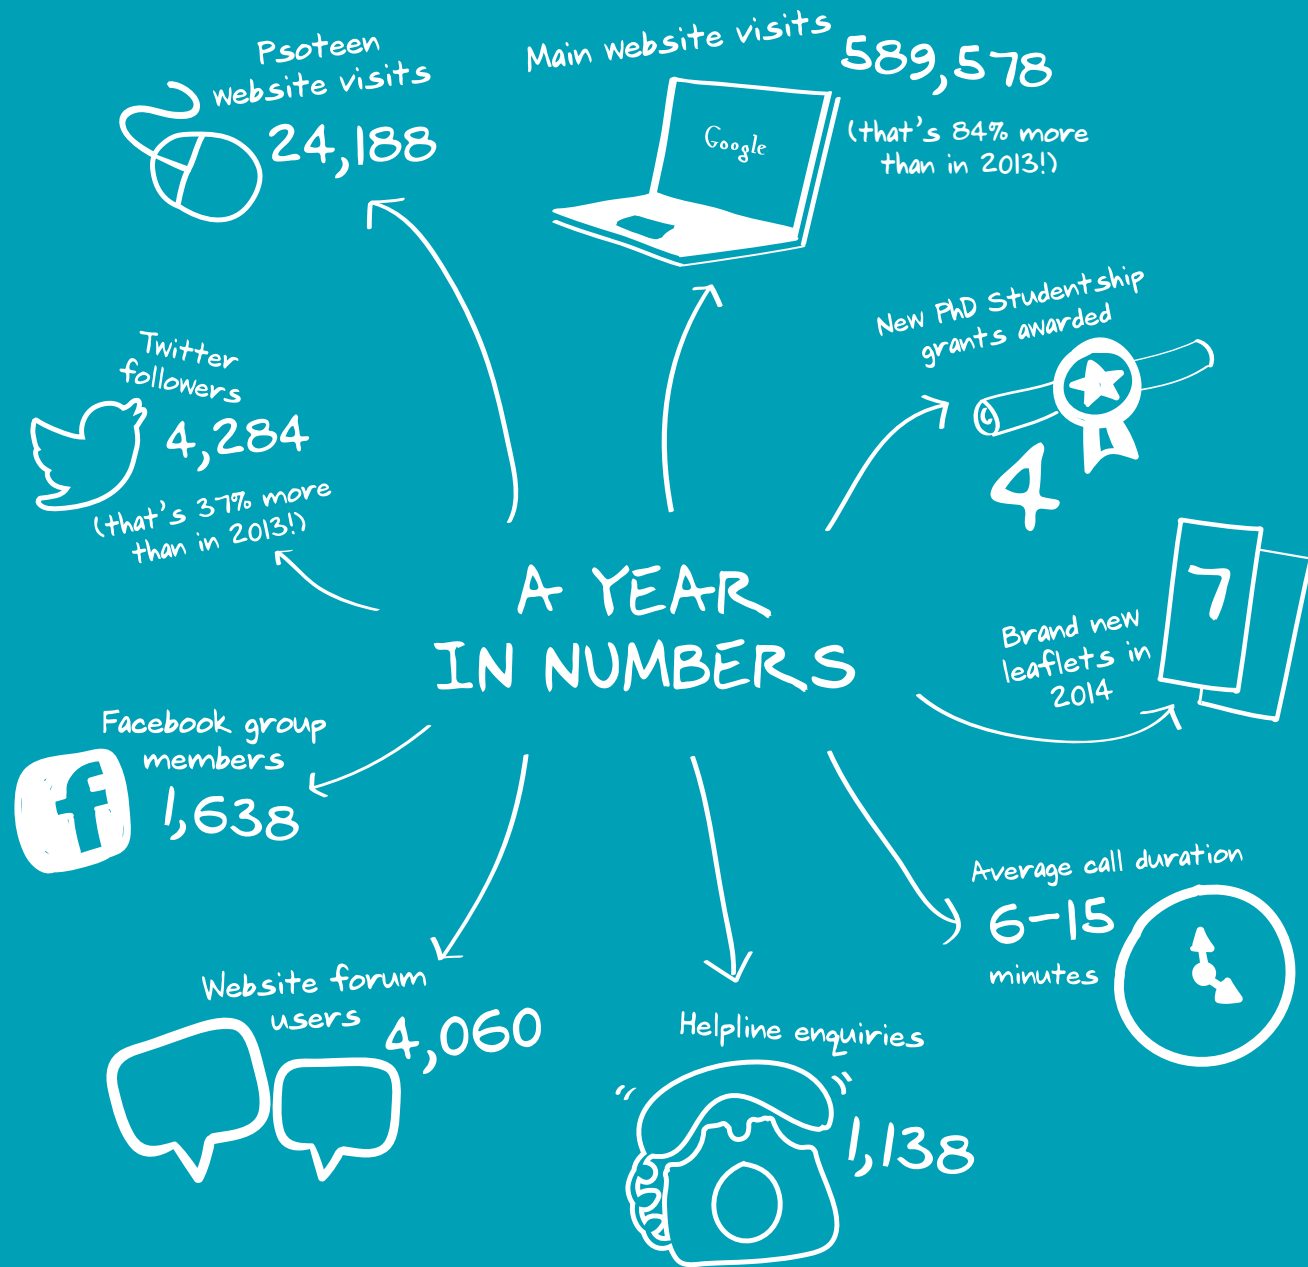 Psoteen
website visits
24,188
Main website visits
589,578
(that's 84% more
than in 2013!)
Google
New PhD Studentship
grants awarded
4
Twitter
followers
4,284
(that's 37% more
than in 2013!)
A YEAR
IN NUMBERS
7
Brand new
leaflets in
2014
Facebook group
members
1,638
f
Average call duration
6-15
minutes
Website forum
users
4,060
Helpline enquiries
1,138